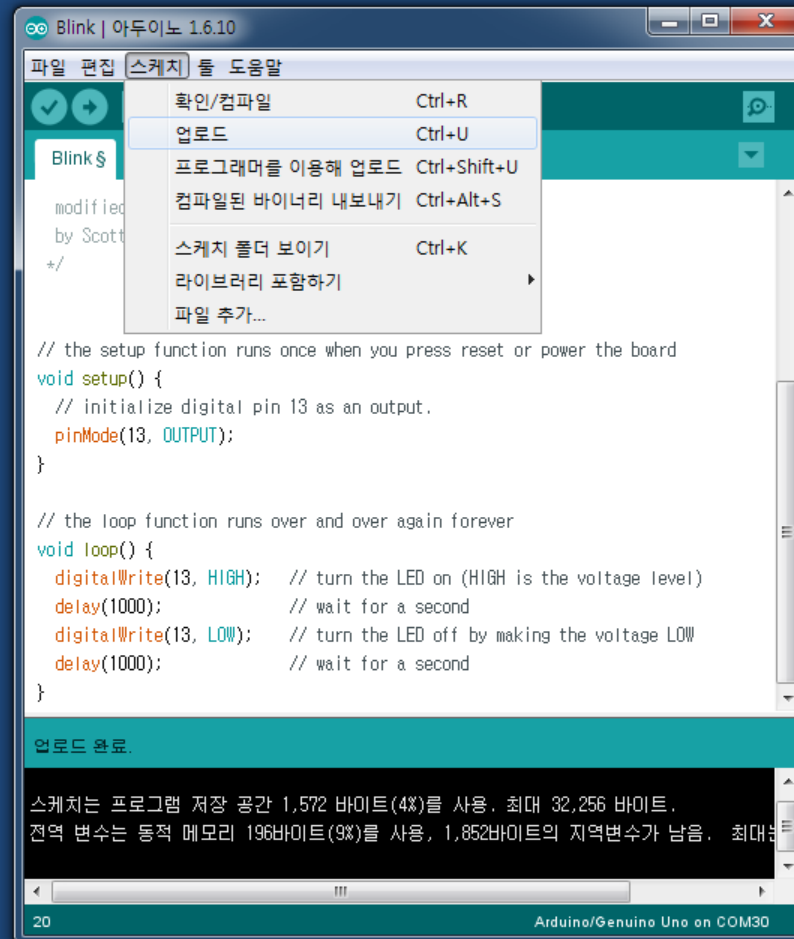 Blink | 아두이노 1.6.10
파일 편집 스케치 툴 도움말
확인/컴파일 Ctrl+R
업로드 Ctrl+U
프로그래머를 이용해 업로드 Ctrl+Shift+U
컴파일된 바이너리 내보내기 Ctrl+Alt+S
스케치 폴더 보이기 Ctrl+K
라이브러리 포함하기
파일 추가...
Blink §
modified
by Scott
*/
// the setup function runs once when you press reset or power the board
void setup() {
// initialize digital pin 13 as an output.
pinMode(13, OUTPUT);
}
// the loop function runs over and over again forever
void loop() {
digitalWrite(13, HIGH); // turn the LED on (HIGH is the voltage level)
delay(1000); // wait for a second
digitalWrite(13, LOW); // turn the LED off by making the voltage LOW
delay(1000); // wait for a second
}
업로드 완료.
스케치는 프로그램 저장 공간 1,572 바이트(4%)를 사용. 최대 32,256 바이트.
전역 변수는 동적 메모리 196바이트(9%)를 사용, 1,852바이트의 지역변수가 남음. 최대는
20
Arduino/Genuino Uno on COM30